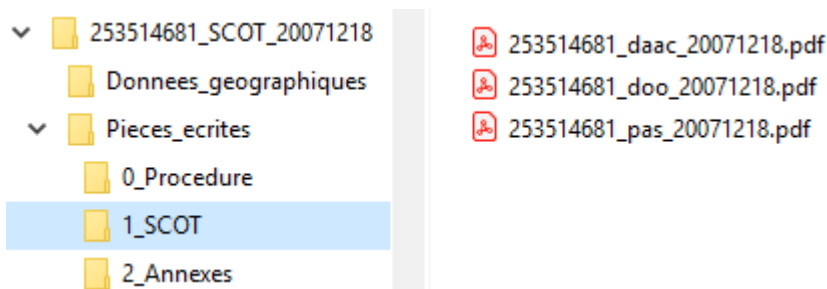 253514681_SCOT_20071218
Donnees_geographiques
Pieces_ecrites
0_Procedure
1_SCOT
2_Annexes
253514681_daac_20071218.pdf
253514681_doo_20071218.pdf
253514681_pas_20071218.pdf